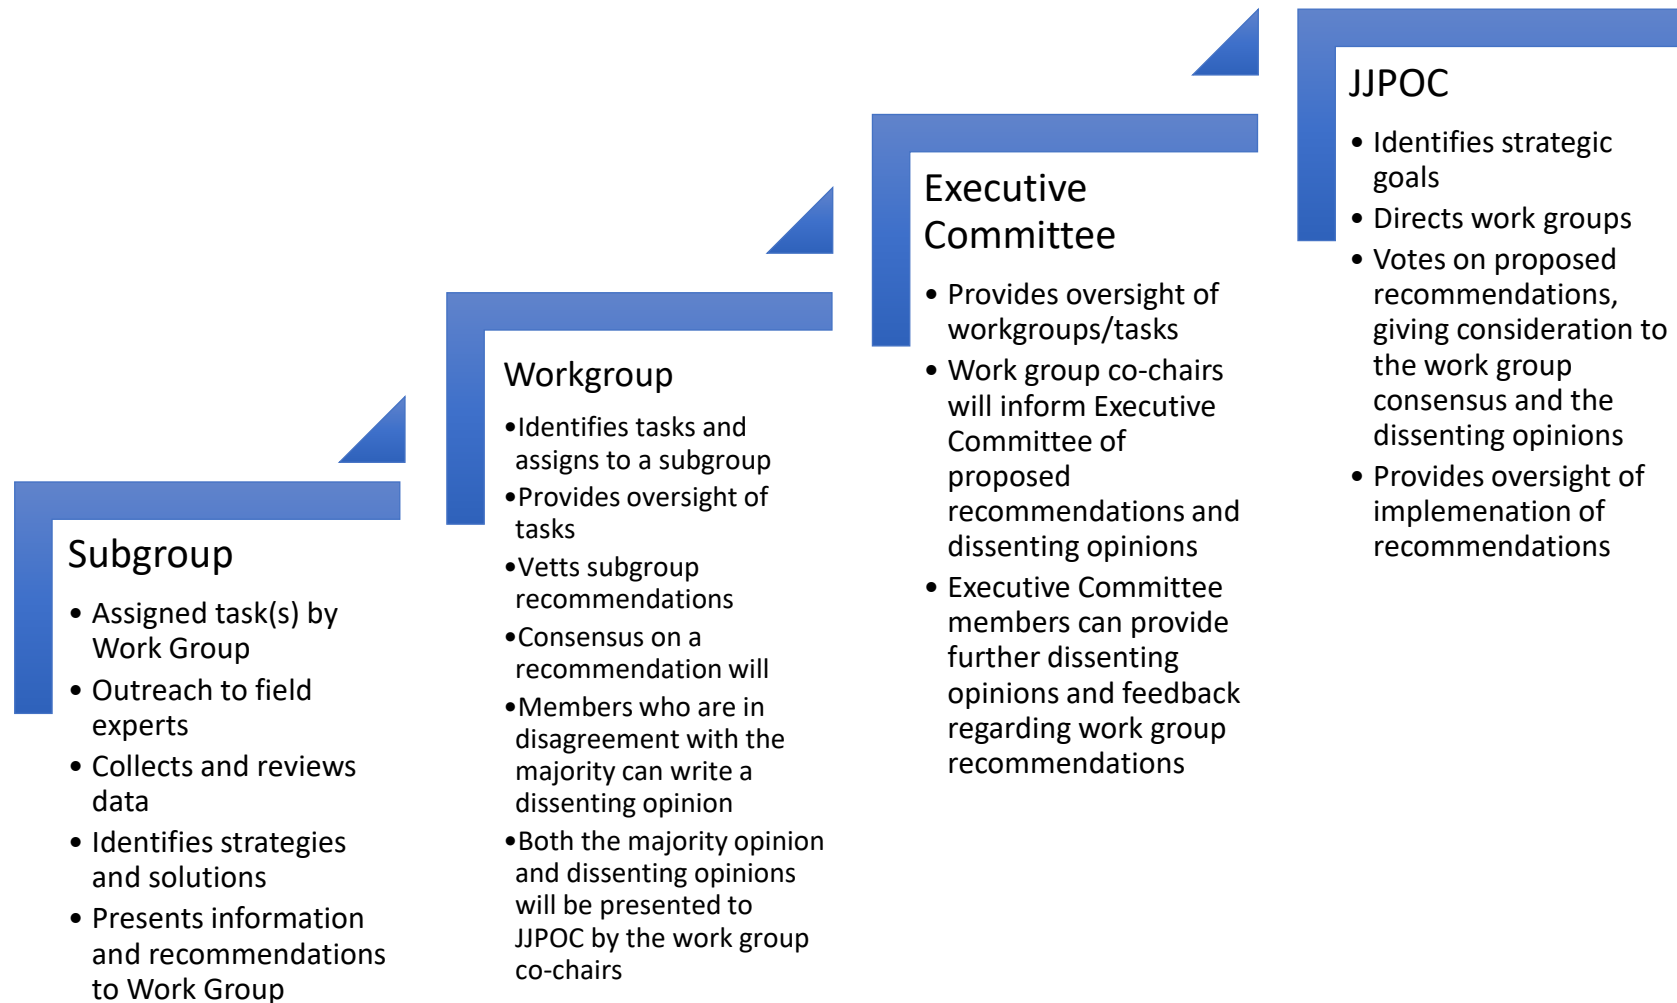 Subgroup
• Assigned task(s) by
Work Group
• Outreach to field
experts
• Collects and reviews
data
• Identifies strategies
and solutions
• Presents information
and recommendations
to Work Group
Workgroup
•Identifies tasks and
assigns to a subgroup
•Provides oversight of
tasks
•Vetts subgroup
recommendations
•Consensus on a
recommendation will
•Members who are in
disagreement with the
majority can write a
dissenting opinion
•Both the majority opinion
and dissenting opinions
will be presented to
JJPOC by the work group
co-chairs
Executive
Committee
• Provides oversight of
workgroups/tasks
• Work group co-chairs
will inform Executive
Committee of
proposed
recommendations and
dissenting opinions
• Executive Committee
members can provide
further dissenting
opinions and feedback
regarding work group
recommendations
JJPOC
• Identifies strategic
goals
• Directs work groups
• Votes on proposed
recommendations,
giving consideration to
the work group
consensus and the
dissenting opinions
• Provides oversight of
implemenation of
recommendations